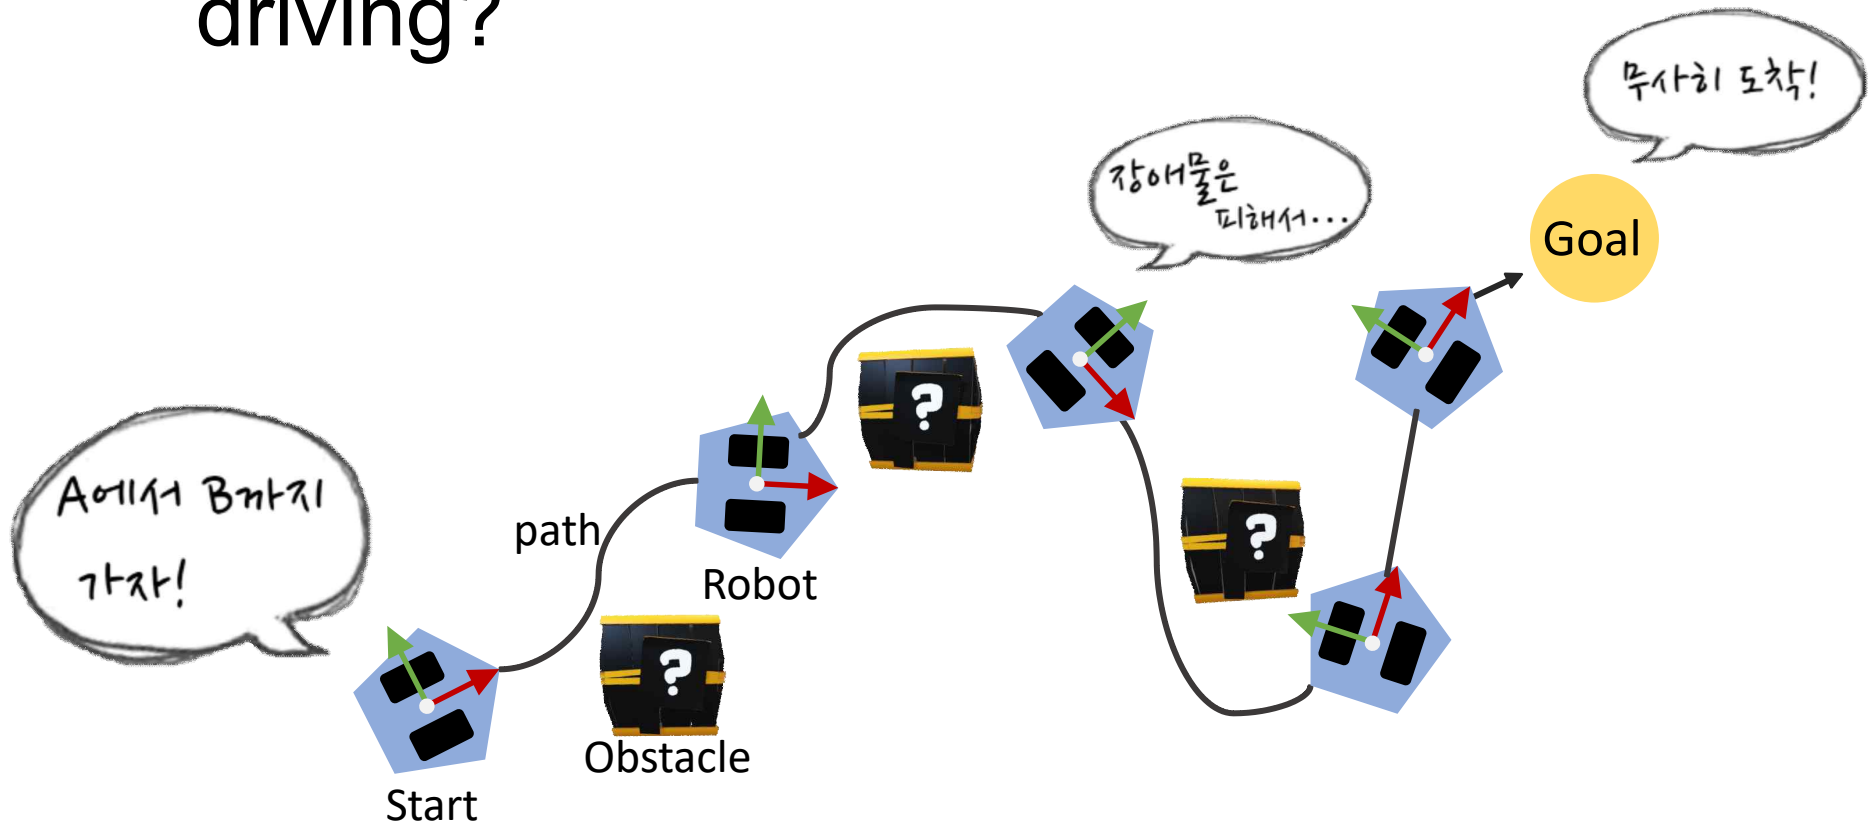 driving?
무사히 도착!
장애물은
피해서...
Goal
A에서 B까지
가자!
path
Robot
?
?
?
Obstacle
Start